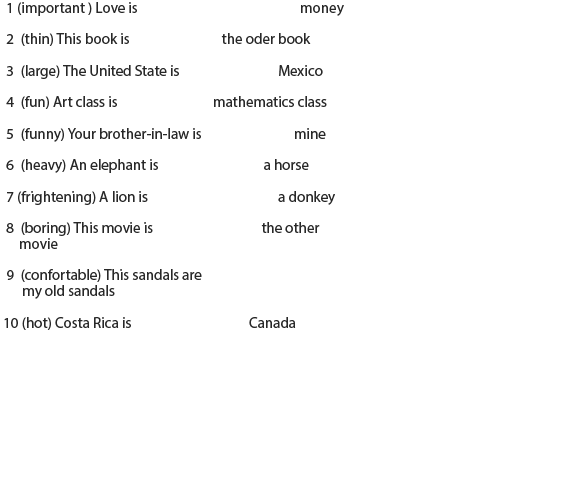 1 (important ) Love is money
2 (thin) This book is the oder book
3 (large) The United State is Mexico
4 (fun) Art class is mathematics class
5 (funny) Your brother-in-law is mine
6 (heavy) An elephant is a horse
7 (frightening) A lion is a donkey
8 (boring) This movie is the other
movie
9 (confortable) This sandals are
my old sandals
10 (hot) Costa Rica is Canada